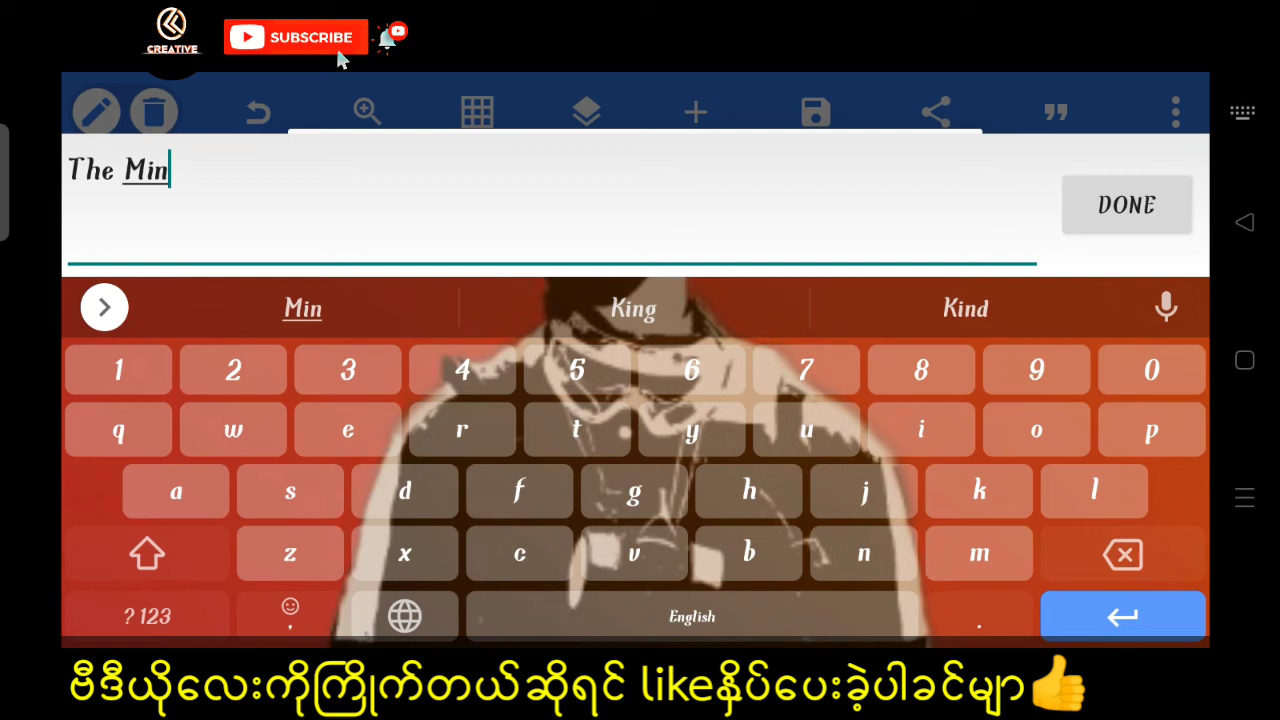 CREATIVE
SUBSCRIBE
The Min
DONE
Min King Kind
1 2 3 4 5 6 7 8 9 0
q w e r t y u i o p
a s d f g h j k l
z x c v b n m
?123 , English .
ဗီဒီယိုလေးကိုကြိုက်တယ်ဆိုရင် likeနှိပ်ပေးခဲ့ပါခင်မျာ👍